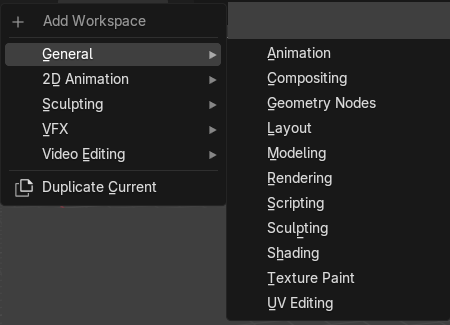 Add Workspace
General
2D Animation
Sculpting
VFX
Video Editing
Duplicate Current
Animation
Compositing
Geometry Nodes
Layout
Modeling
Rendering
Scripting
Sculpting
Shading
Texture Paint
UV Editing